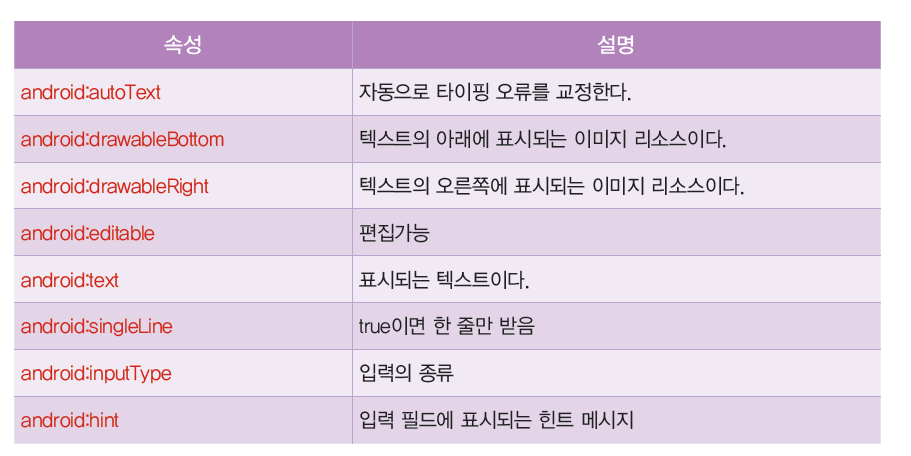 속성 설명
android:autoText 자동으로 타이핑 오류를 교정한다.
android:drawableBottom 텍스트의 아래에 표시되는 이미지 리소스이다.
android:drawableRight 텍스트의 오른쪽에 표시되는 이미지 리소스이다.
android:editable 편집가능
android:text 표시되는 텍스트이다.
android:singleLine true이면 한 줄만 받음
android:inputType 입력의 종류
android:hint 입력 필드에 표시되는 힌트 메시지